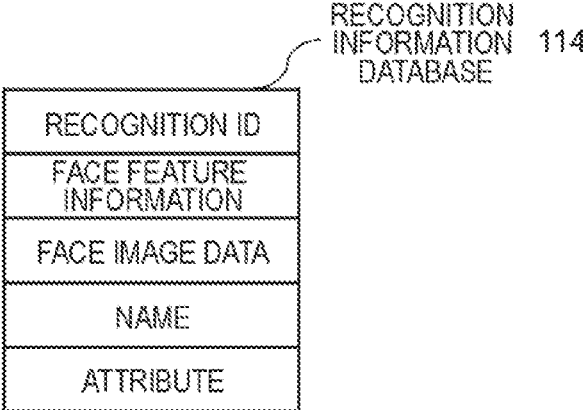 RECOGNITION
INFORMATION 114
DATABASE
RECOGNITION ID
FACE FEATURE
INFORMATION
FACE IMAGE DATA
NAME
ATTRIBUTE